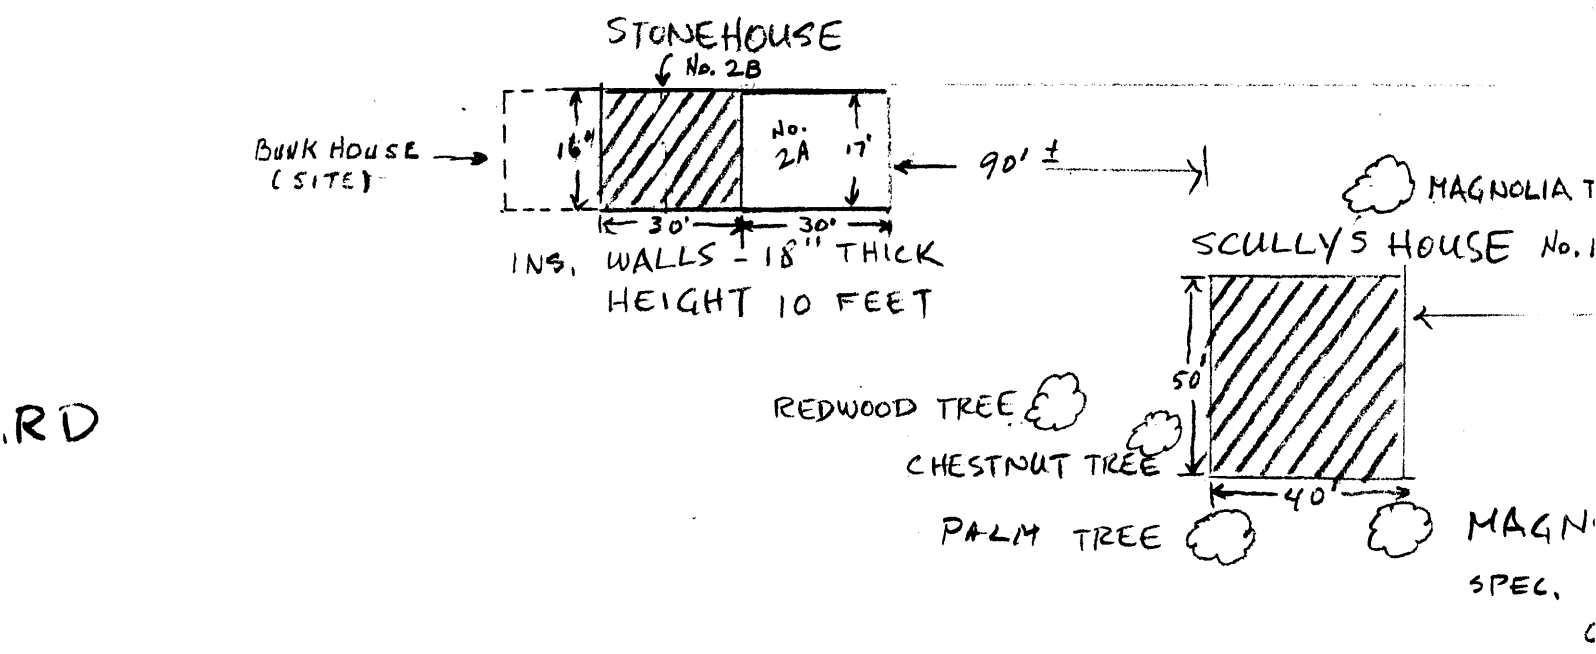 STONEHOUSE
No. 2B
BUNK HOUSE
(SITE)
16"
No.
2A
17'
90' ±
30'
30'
INS. WALLS - 18" THICK
HEIGHT 10 FEET
MAGNOLIA T
SCULLY'S HOUSE No. 1
50'
REDWOOD TREE
CHESTNUT TREE
40'
.RD
PALM TREE
MAGN
SPEC.